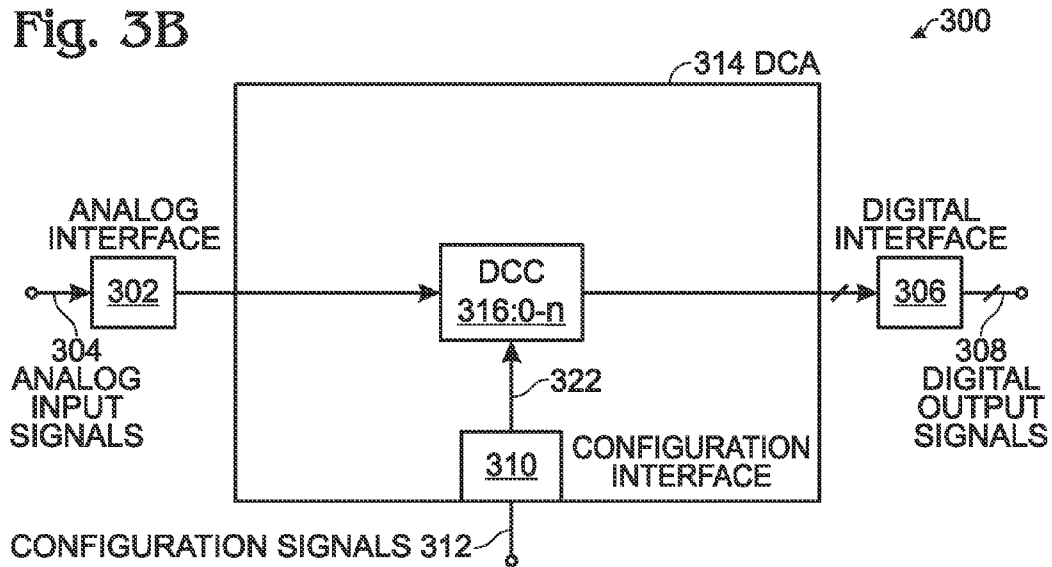 Fig. 3B
300
314 DCA
ANALOG
INTERFACE
302
304
ANALOG
INPUT
SIGNALS
DCC
316:0-n
322
310
CONFIGURATION
INTERFACE
DIGITAL
INTERFACE
306
308
DIGITAL
OUTPUT
SIGNALS
CONFIGURATION SIGNALS 312